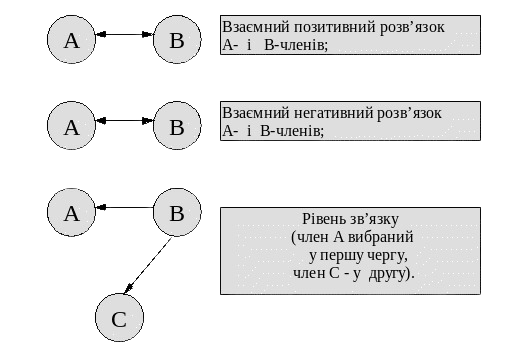 A B Взаємний позитивний розв’язок
А- і В-членів;
A B Взаємний негативний розв’язок
А- і В-членів;
A B
Рівень зв’язку
(член А вибраний
у першу чергу,
член С - у другу).
C